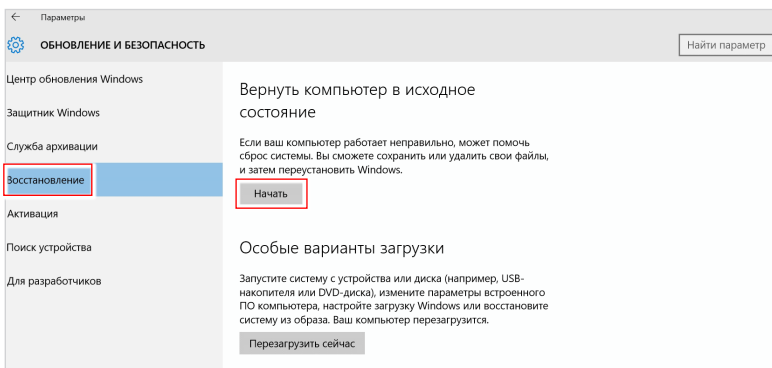 Параметры
ОБНОВЛЕНИЕ И БЕЗОПАСНОСТЬ
Найти параметр
Центр обновления Windows
Защитник Windows
Служба архивации
Восстановление
Активация
Поиск устройства
Для разработчиков
Вернуть компьютер в исходное
состояние
Если ваш компьютер работает неправильно, может помочь
сброс системы. Вы сможете сохранить или удалить свои файлы,
и затем переустановить Windows.
Начать
Особые варианты загрузки
Запустите систему с устройства или диска (например, USB-
накопителя или DVD-диска), измените параметры встроенного
ПО компьютера, настройте загрузку Windows или восстановите
систему из образа. Ваш компьютер перезагрузится.
Перезагрузить сейчас